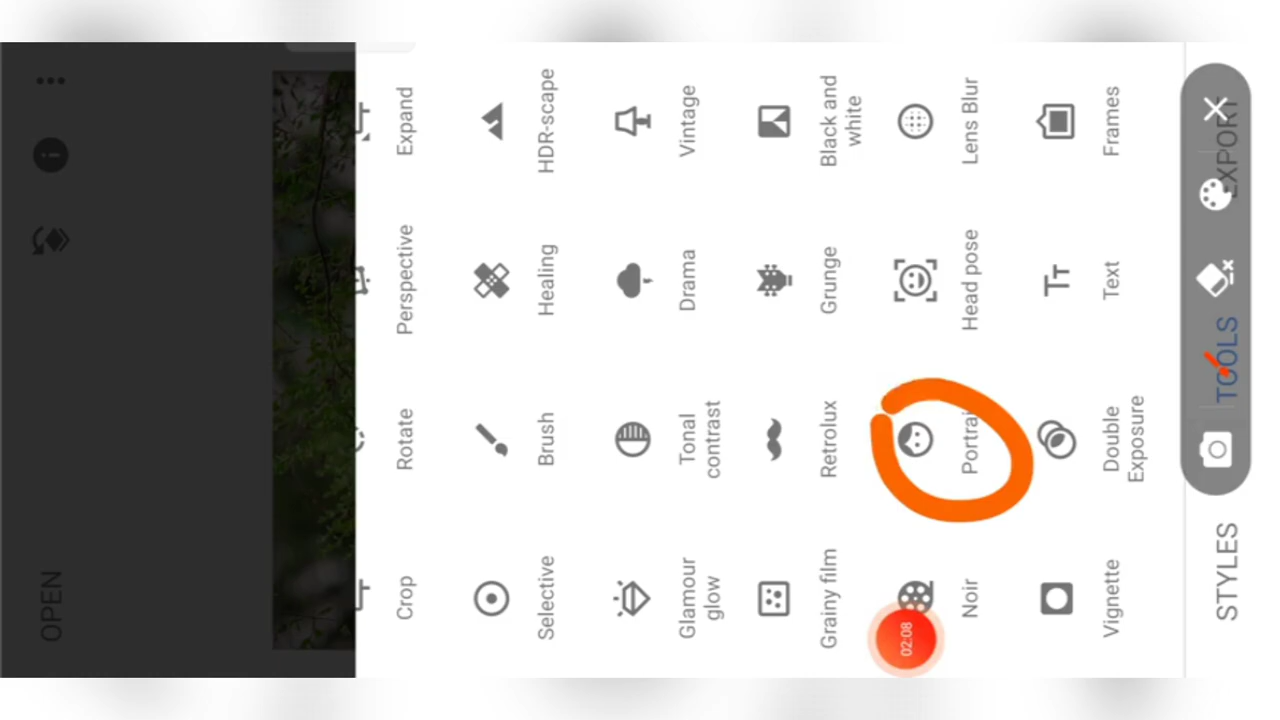 OPEN
Crop
Rotate
Perspective
Expand
Selective
Brush
Healing
HDR-scape
Glamour
glow
Tonal
contrast
Drama
Vintage
Grainy film
Retrolux
Grunge
Black and
white
Noir
Portrai
Head pose
Lens Blur
Vignette
Double
Exposure
Text
Frames
02:08
STYLES
TOOLS
EXPORT